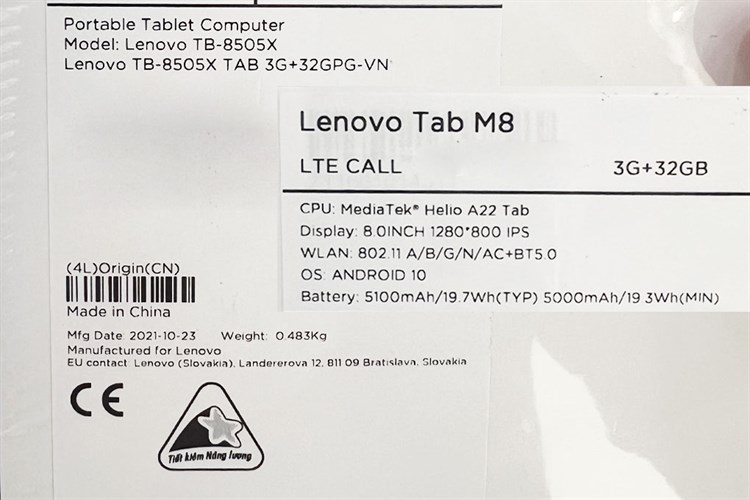 Portable Tablet Computer
Model: Lenovo TB-8505X
Lenovo TB-8505X TAB 3G+32GPG-VN
Lenovo Tab M8
LTE CALL 3G+32GB
CPU: MediaTek® Helio A22 Tab
Display: 8.0INCH 1280*800 IPS
WLAN: 802.11 A/B/G/N/AC+BT5.0
OS: ANDROID 10
Battery: 5100mAh/19.7Wh(TYP) 5000mAh/19.3Wh(MIN)
(4L)Origin(CN)
Made in China
Mfg Date: 2021-10-23 Weight: 0.483Kg
Manufactured for Lenovo
EU contact: Lenovo (Slovakia), Landererova 12, 811 09 Bratislava, Slovakia
CE
Tiết kiệm Năng lượng